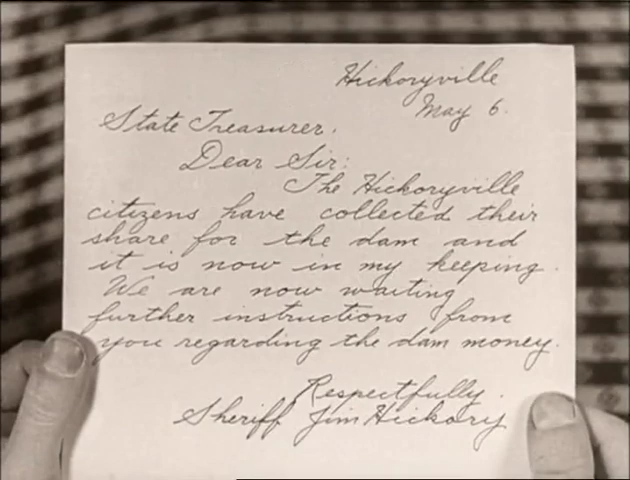 Hickoryville
May 6.
State Treasurer.
Dear Sir:
The Hickoryville
citizens have collected their
share for the dam and
it is now in my keeping.
We are now waiting
further instructions from
you regarding the dam money.
Respectfully.
Sheriff Jim Hickory